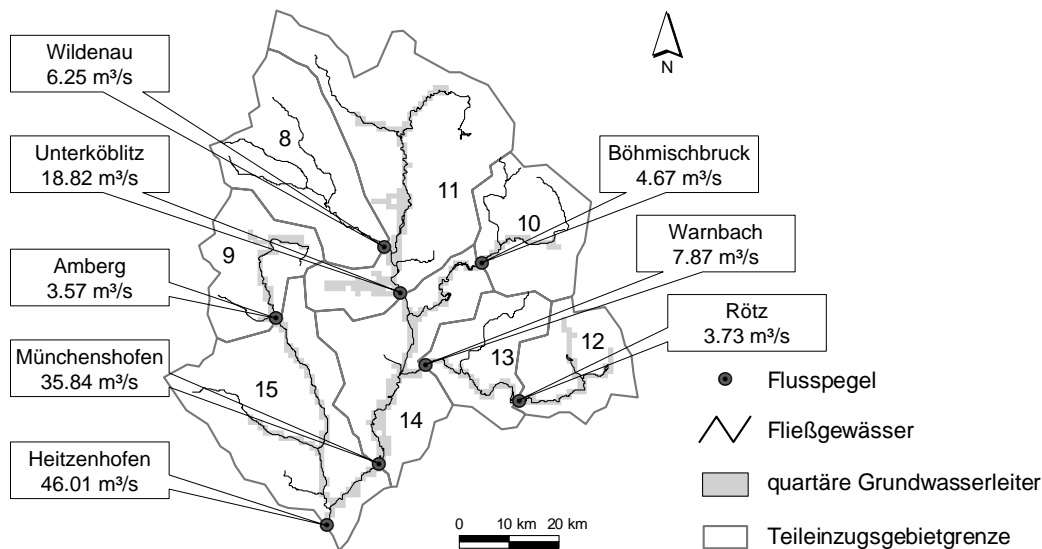 Wildenau
6.25 m³/s
Unterköblitz
18.82 m³/s
Amberg
3.57 m³/s
Münchenshofen
35.84 m³/s
Heitzenhofen
46.01 m³/s
8
11
10
9
13
12
15
14
N
Böhmischbruck
4.67 m³/s
Warnbach
7.87 m³/s
Rötz
3.73 m³/s
Flusspegel
Fließgewässer
quartäre Grundwasserleiter
Teileinzugsgebietgrenze
0 10 km 20 km